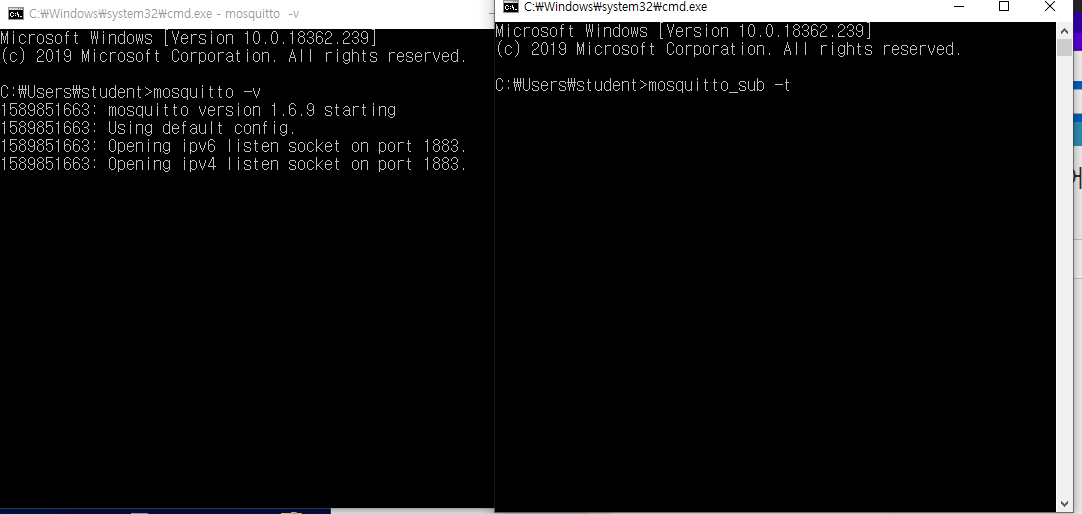 C:₩Windows₩system32₩cmd.exe - mosquitto  -v
Microsoft Windows [Version 10.0.18362.239]
(c) 2019 Microsoft Corporation. All rights reserved.
C:₩Users₩student>mosquitto -v
1589851663: mosquitto version 1.6.9 starting
1589851663: Using default config.
1589851663: Opening ipv6 listen socket on port 1883.
1589851663: Opening ipv4 listen socket on port 1883.
C:₩Windows₩system32₩cmd.exe
Microsoft Windows [Version 10.0.18362.239]
(c) 2019 Microsoft Corporation. All rights reserved.
C:₩Users₩student>mosquitto_sub -t